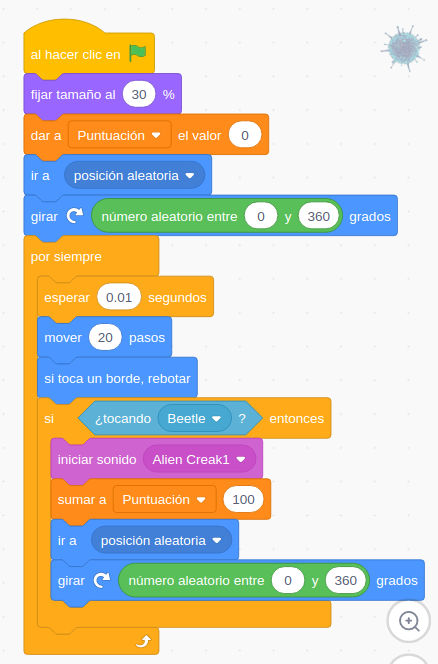 al hacer clic en
fijar tamaño al 30 %
dar a Puntuación el valor 0
ir a posición aleatoria
girar número aleatorio entre 0 y 360 grados
por siempre
esperar 0.01 segundos
mover 20 pasos
si toca un borde, rebotar
si ¿tocando Beetle ? entonces
iniciar sonido Alien Creak1
sumar a Puntuación 100
ir a posición aleatoria
girar número aleatorio entre 0 y 360 grados